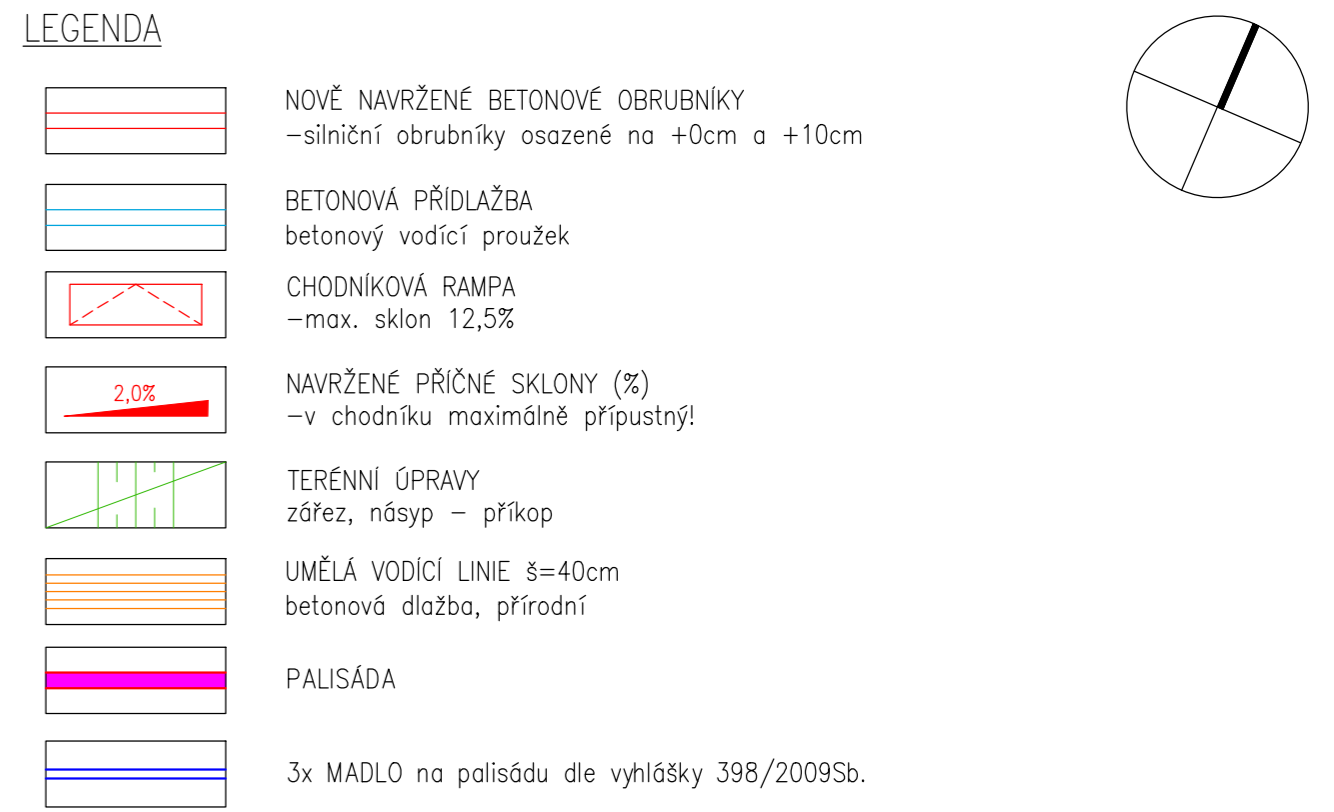 LEGENDA
NOVĚ NAVRŽENÉ BETONOVÉ OBRUBNÍKY
-silniční obrubníky osazené na +0cm a +10cm
BETONOVÁ PŘÍDLAŽBA
betonový vodící proužek
CHODNÍKOVÁ RAMPA
-max. sklon 12,5%
2,0%
NAVRŽENÉ PŘÍČNÉ SKLONY (%)
-v chodníku maximálně přípustný!
TERÉNNÍ ÚPRAVY
zářez, násyp - příkop
UMĚLÁ VODÍCÍ LINIE š=40cm
betonová dlažba, přírodní
PALISÁDA
3x MADLO na palisádu dle vyhlášky 398/2009Sb.